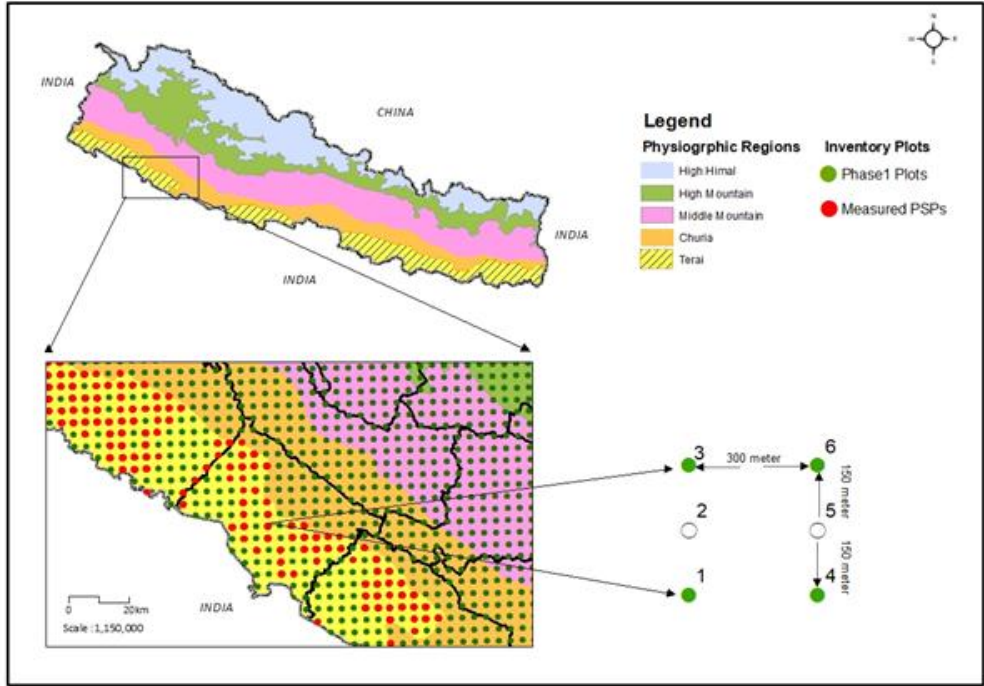 N
S
INDIA
CHINA
INDIA
INDIA
Legend
Physiogrphic Regions
High Himal
High Mountain
Middle Mountain
Churia
Terai
Inventory Plots
Phase1 Plots
Measured PSPs
INDIA
0 20km
Scale :1,150,000
3
300 meter
6
150 meter
2
5
150 meter
1
4